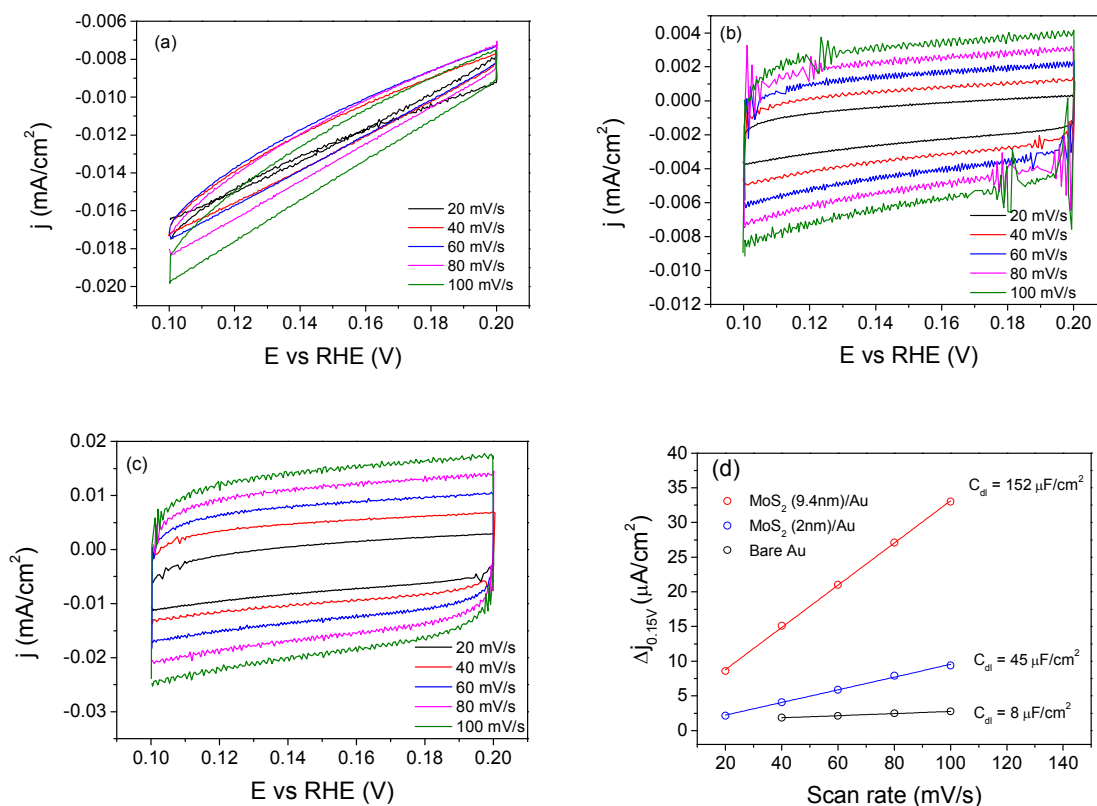 (a)
-0.006
-0.008
-0.010
-0.012
-0.014
-0.016
-0.018
-0.020
j (mA/cm²)
20 mV/s
40 mV/s
60 mV/s
80 mV/s
100 mV/s
0.10 0.12 0.14 0.16 0.18 0.20
E vs RHE (V)
(b)
0.004
0.002
0.000
-0.002
-0.004
-0.006
-0.008
-0.010
-0.012
j (mA/cm²)
20 mV/s
40 mV/s
60 mV/s
80 mV/s
100 mV/s
0.10 0.12 0.14 0.16 0.18 0.20
E vs RHE (V)
(c)
0.02
0.01
0.00
-0.01
-0.02
-0.03
j (mA/cm²)
20 mV/s
40 mV/s
60 mV/s
80 mV/s
100 mV/s
0.10 0.12 0.14 0.16 0.18 0.20
E vs RHE (V)
(d)
40
35
30
25
20
15
10
5
0
Δj0.15V (μA/cm²)
MoS₂ (9.4nm)/Au
MoS₂ (2nm)/Au
Bare Au
Cdl = 152 μF/cm²
Cdl = 45 μF/cm²
Cdl = 8 μF/cm²
20 40 60 80 100 120 140
Scan rate (mV/s)